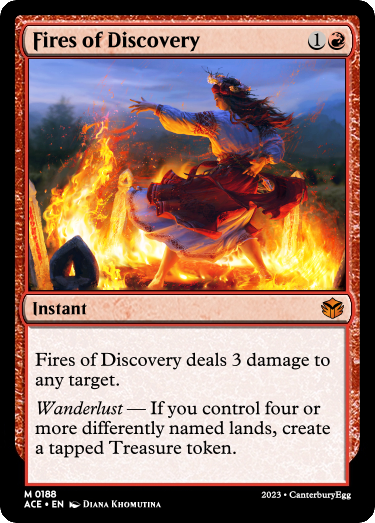 Fires of Discovery 1
Instant
Fires of Discovery deals 3 damage to
any target.
Wanderlust — If you control four or
more differently named lands, create
a tapped Treasure token.
M 0188
ACE • EN Diana Khomutina
2023 • CanterburyEgg